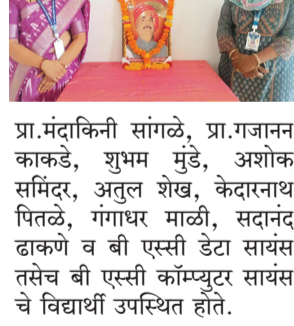 प्रा.मंदाकिनी सांगळे, प्रा.गजानन
काकडे, शुभम मुंडे, अशोक
समिंदर, अतुल शेख, केदारनाथ
पितळे, गंगाधर माळी, सदानंद
ढाकणे व बी एस्सी डेटा सायंस
तसेच बी एस्सी कॉम्प्युटर सायंस
चे विद्यार्थी उपस्थित होते.